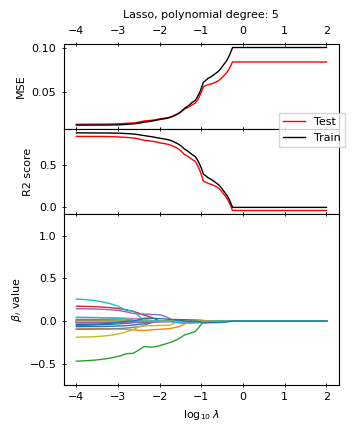 Lasso, polynomial degree: 5
−4 −3 −2 −1 0 1 2
0.10
0.05
MSE
Test
Train
0.5
0.0
R2 score
1.0
0.5
0.0
−0.5
βᵢ value
−4 −3 −2 −1 0 1 2
log₁₀ λ